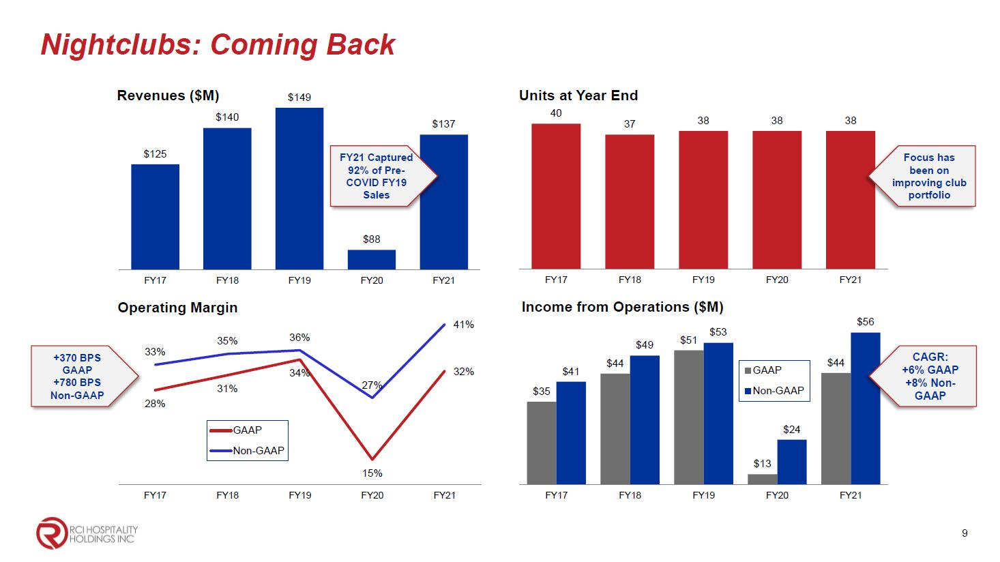 Nightclubs: Coming Back
Revenues ($M)
$125
$140
$149
$88
$137
FY21 Captured
92% of Pre-
COVID FY19
Sales
FY17 FY18 FY19 FY20 FY21
Units at Year End
40
37
38
38
38
Focus has
been on
improving club
portfolio
FY17 FY18 FY19 FY20 FY21
Operating Margin
+370 BPS
GAAP
+780 BPS
Non-GAAP
33%
35%
36%
27%
41%
28%
31%
34%
15%
32%
GAAP
Non-GAAP
FY17 FY18 FY19 FY20 FY21
Income from Operations ($M)
$35
$41
$44
$49
$51
$53
$13
$24
$44
$56
GAAP
Non-GAAP
CAGR:
+6% GAAP
+8% Non-
GAAP
FY17 FY18 FY19 FY20 FY21
RCI HOSPITALITY
HOLDINGS INC
9